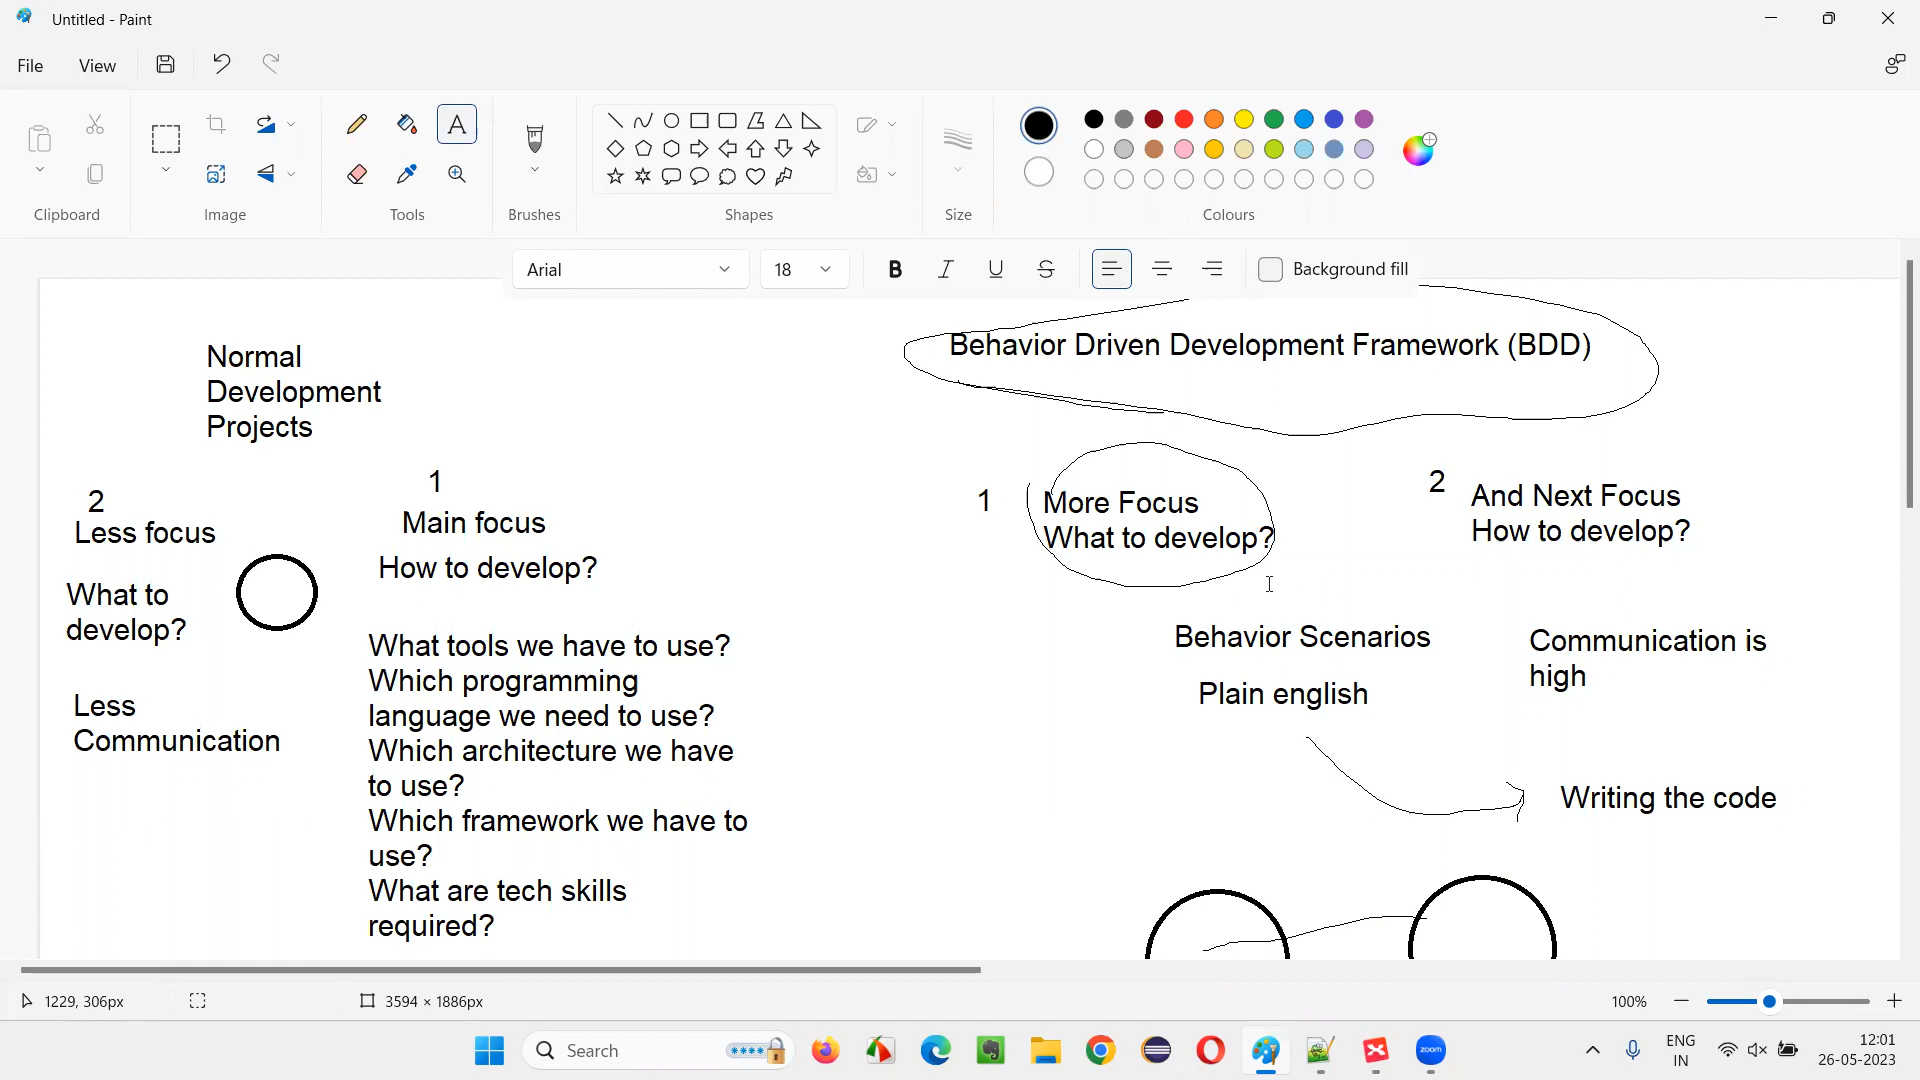 Untitled - Paint
File
View
Clipboard
Image
Tools
Brushes
Shapes
Size
Colours
Arial
18
B
I
U
S
Background fill
Normal
Development
Projects
2
Less focus
What to
develop?
Less
Communication
1
Main focus
How to develop?
What tools we have to use?
Which programming
language we need to use?
Which architecture we have
to use?
Which framework we have to
use?
What are tech skills
required?
Behavior Driven Development Framework (BDD)
1
More Focus
What to develop?
2
And Next Focus
How to develop?
Behavior Scenarios
Plain english
Communication is
high
Writing the code
1229, 306px
3594 × 1886px
100%
Search
zoom
ENG
IN
12:01
26-05-2023